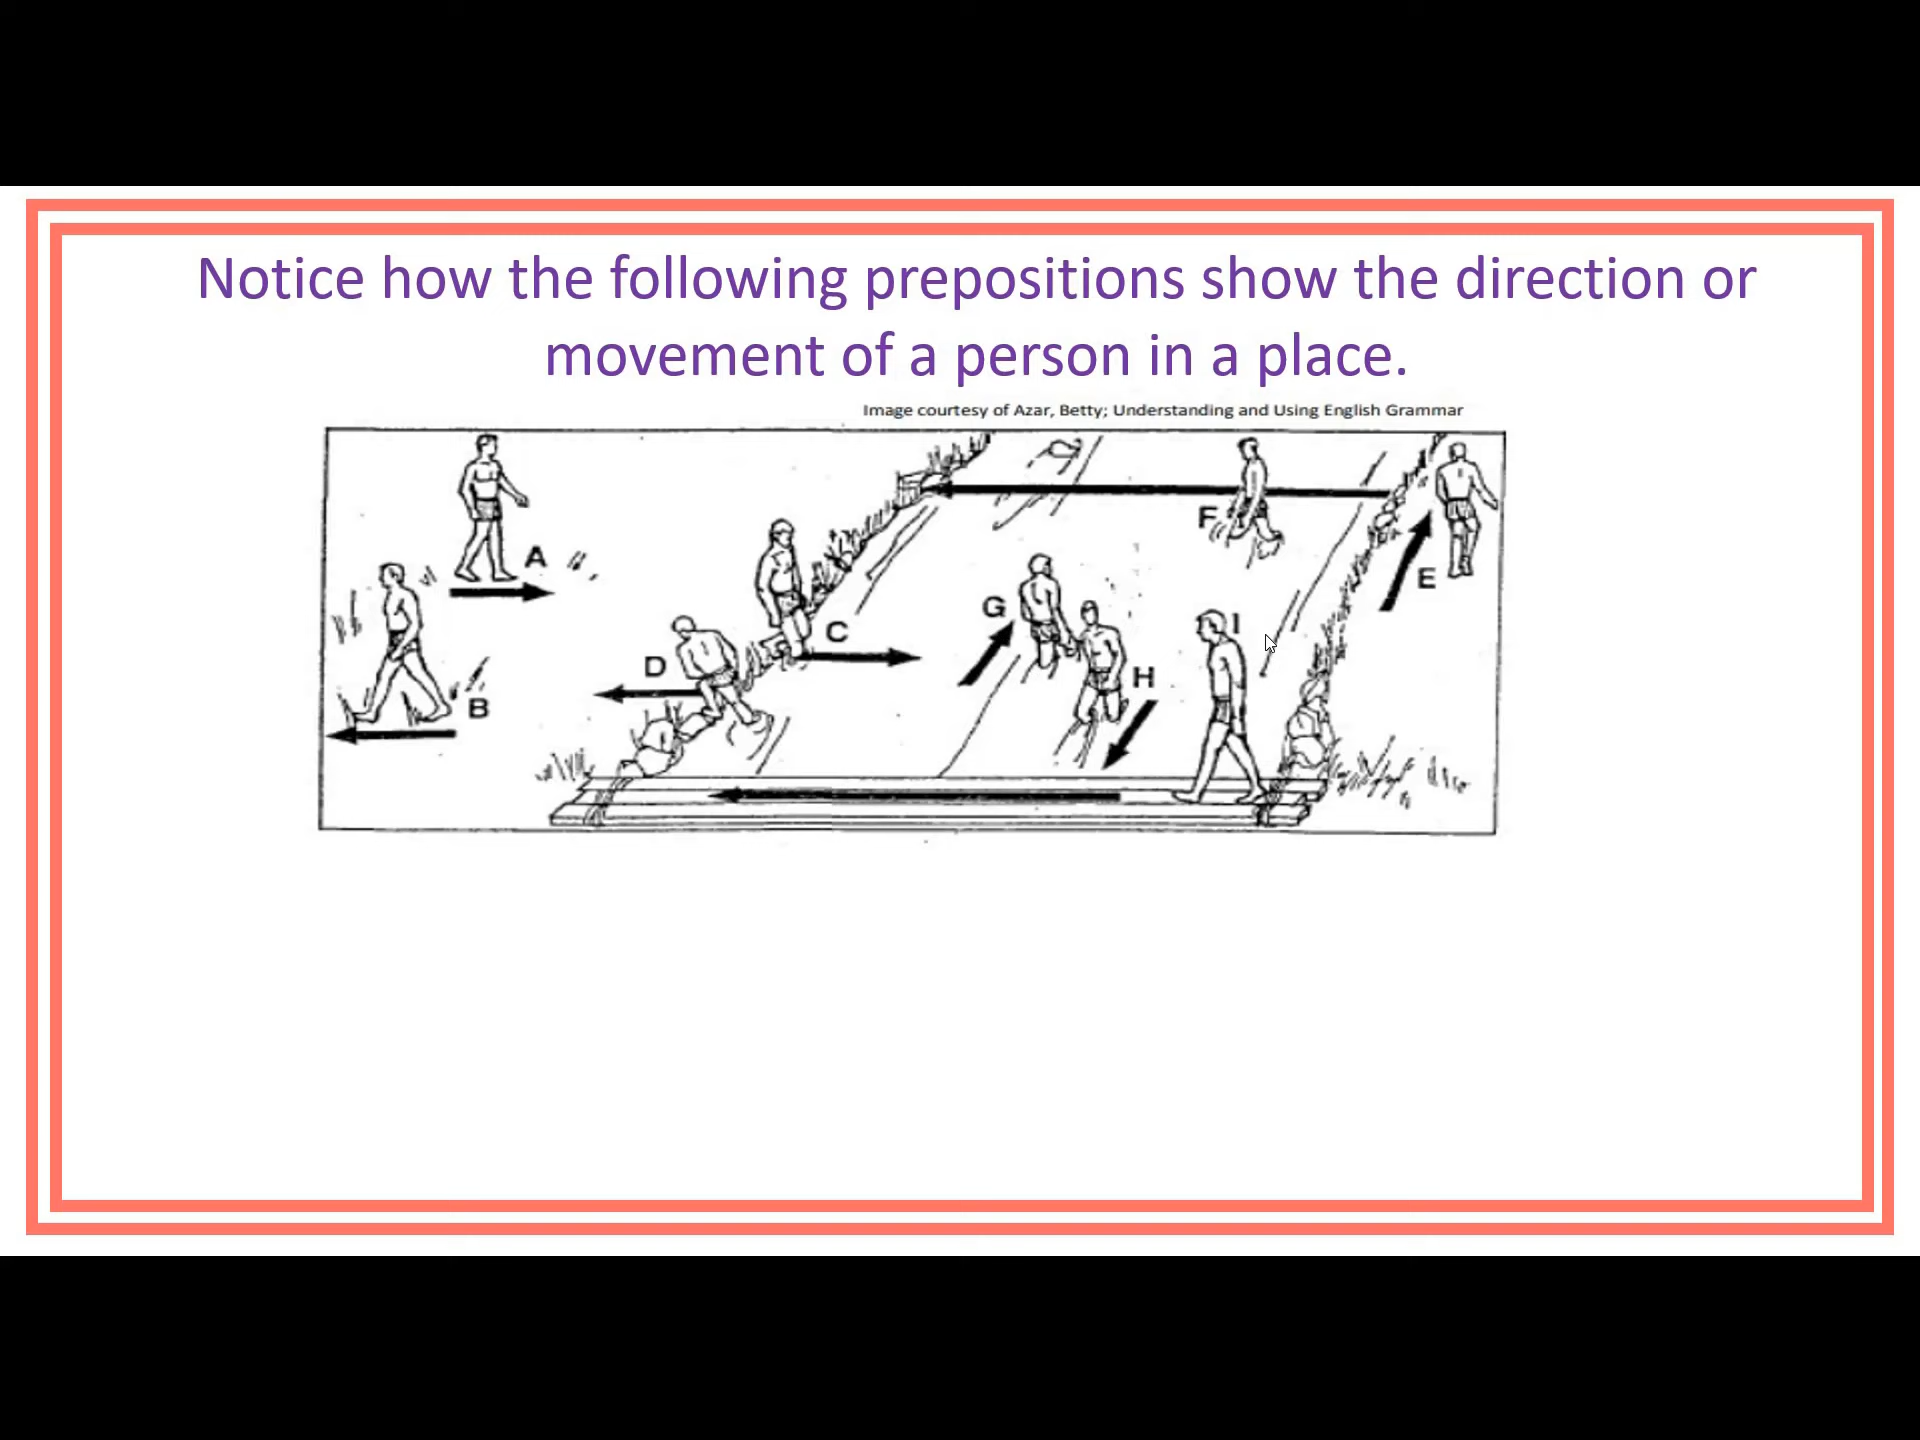 Notice how the following prepositions show the direction or
movement of a person in a place.
Image courtesy of Azar, Betty; Understanding and Using English Grammar
A
B
C
D
E
F
G
H
I